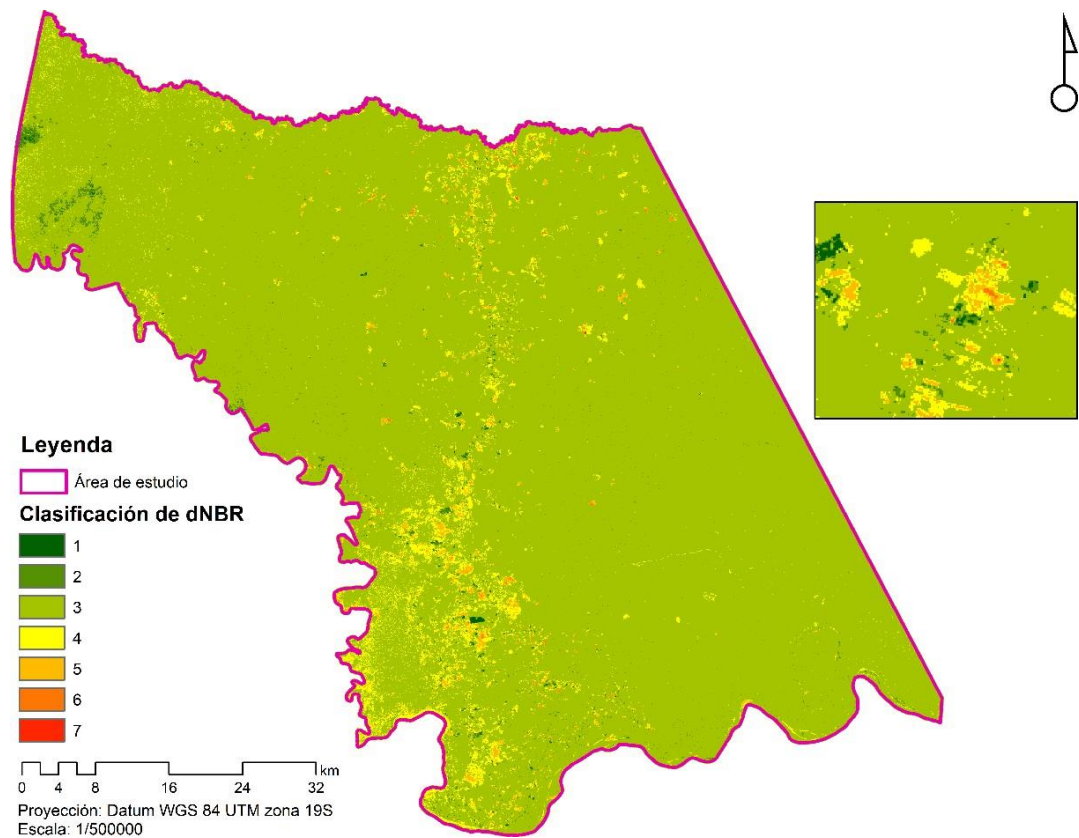 Leyenda
Área de estudio
Clasificación de dNBR
1
2
3
4
5
6
7
0 4 8 16 24 32 km
Proyección: Datum WGS 84 UTM zona 19S
Escala: 1/500000